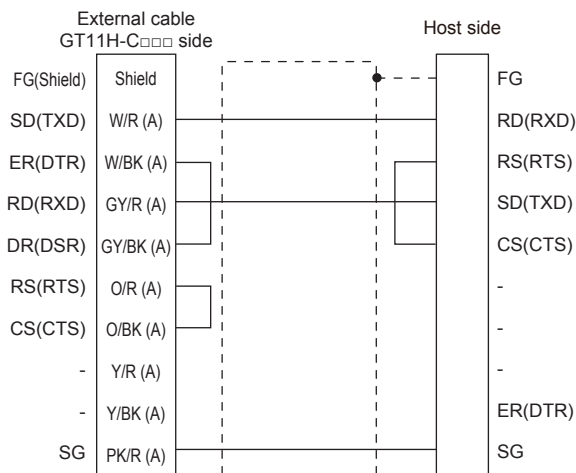 External cable
GT11H-C□□□ side
Host side
FG(Shield) Shield FG
SD(TXD) W/R (A) RD(RXD)
ER(DTR) W/BK (A) RS(RTS)
RD(RXD) GY/R (A) SD(TXD)
DR(DSR) GY/BK (A) CS(CTS)
RS(RTS) O/R (A) -
CS(CTS) O/BK (A) -
- Y/R (A) -
- Y/BK (A) ER(DTR)
SG PK/R (A) SG